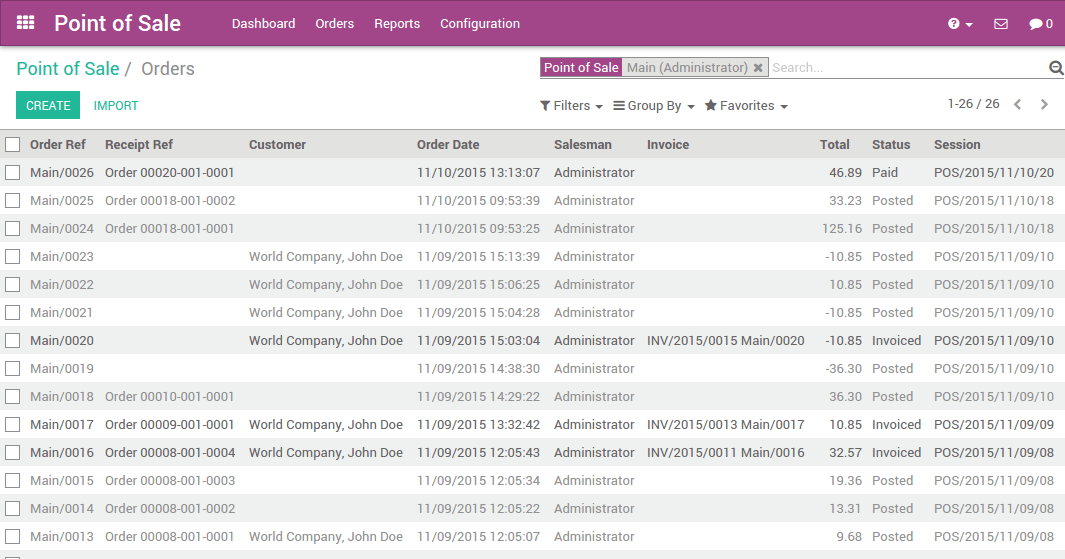 Point of Sale Dashboard Orders Reports Configuration 0
Point of Sale / Orders Point of Sale Main (Administrator) Search...
CREATE IMPORT Filters Group By Favorites 1-26 / 26
Order Ref Receipt Ref Customer Order Date Salesman Invoice Total Status Session
Main/0026 Order 00020-001-0001 11/10/2015 13:13:07 Administrator 46.89 Paid POS/2015/11/10/20
Main/0025 Order 00018-001-0002 11/10/2015 09:53:39 Administrator 33.23 Posted POS/2015/11/10/18
Main/0024 Order 00018-001-0001 11/10/2015 09:53:25 Administrator 125.16 Posted POS/2015/11/10/18
Main/0023 World Company, John Doe 11/09/2015 15:13:39 Administrator -10.85 Posted POS/2015/11/09/10
Main/0022 World Company, John Doe 11/09/2015 15:06:25 Administrator 10.85 Posted POS/2015/11/09/10
Main/0021 World Company, John Doe 11/09/2015 15:04:28 Administrator -10.85 Posted POS/2015/11/09/10
Main/0020 World Company, John Doe 11/09/2015 15:03:04 Administrator INV/2015/0015 Main/0020 -10.85 Invoiced POS/2015/11/09/10
Main/0019 11/09/2015 14:38:30 Administrator -36.30 Posted POS/2015/11/09/10
Main/0018 Order 00010-001-0001 11/09/2015 14:29:22 Administrator 36.30 Posted POS/2015/11/09/10
Main/0017 Order 00009-001-0001 World Company, John Doe 11/09/2015 13:32:42 Administrator INV/2015/0013 Main/0017 10.85 Invoiced POS/2015/11/09/09
Main/0016 Order 00008-001-0004 World Company, John Doe 11/09/2015 12:05:43 Administrator INV/2015/0011 Main/0016 32.57 Invoiced POS/2015/11/09/08
Main/0015 Order 00008-001-0003 11/09/2015 12:05:34 Administrator 19.36 Posted POS/2015/11/09/08
Main/0014 Order 00008-001-0002 11/09/2015 12:05:22 Administrator 13.31 Posted POS/2015/11/09/08
Main/0013 Order 00008-001-0001 World Company, John Doe 11/09/2015 12:05:07 Administrator 9.68 Posted POS/2015/11/09/08